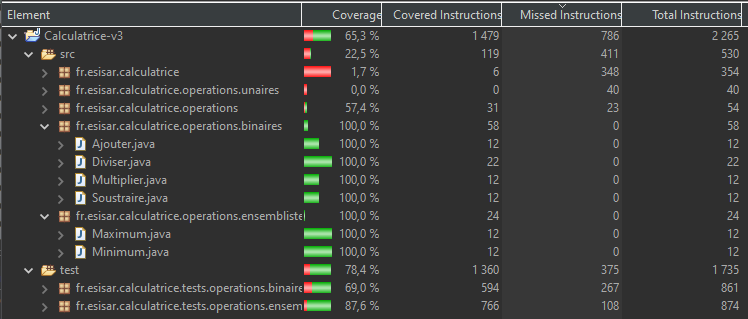 Element Coverage Covered Instructions Missed Instructions Total Instructions
Calculatrice-v3 65,3 % 1 479 786 2 265
src 22,5 % 119 411 530
fr.esisar.calculatrice 1,7 % 6 348 354
fr.esisar.calculatrice.operations.unaires 0,0 % 0 40 40
fr.esisar.calculatrice.operations 57,4 % 31 23 54
fr.esisar.calculatrice.operations.binaires 100,0 % 58 0 58
Ajouter.java 100,0 % 12 0 12
Diviser.java 100,0 % 22 0 22
Multiplier.java 100,0 % 12 0 12
Soustraire.java 100,0 % 12 0 12
fr.esisar.calculatrice.operations.ensembliste 100,0 % 24 0 24
Maximum.java 100,0 % 12 0 12
Minimum.java 100,0 % 12 0 12
test 78,4 % 1 360 375 1 735
fr.esisar.calculatrice.tests.operations.binaire 69,0 % 594 267 861
fr.esisar.calculatrice.tests.operations.ensem 87,6 % 766 108 874